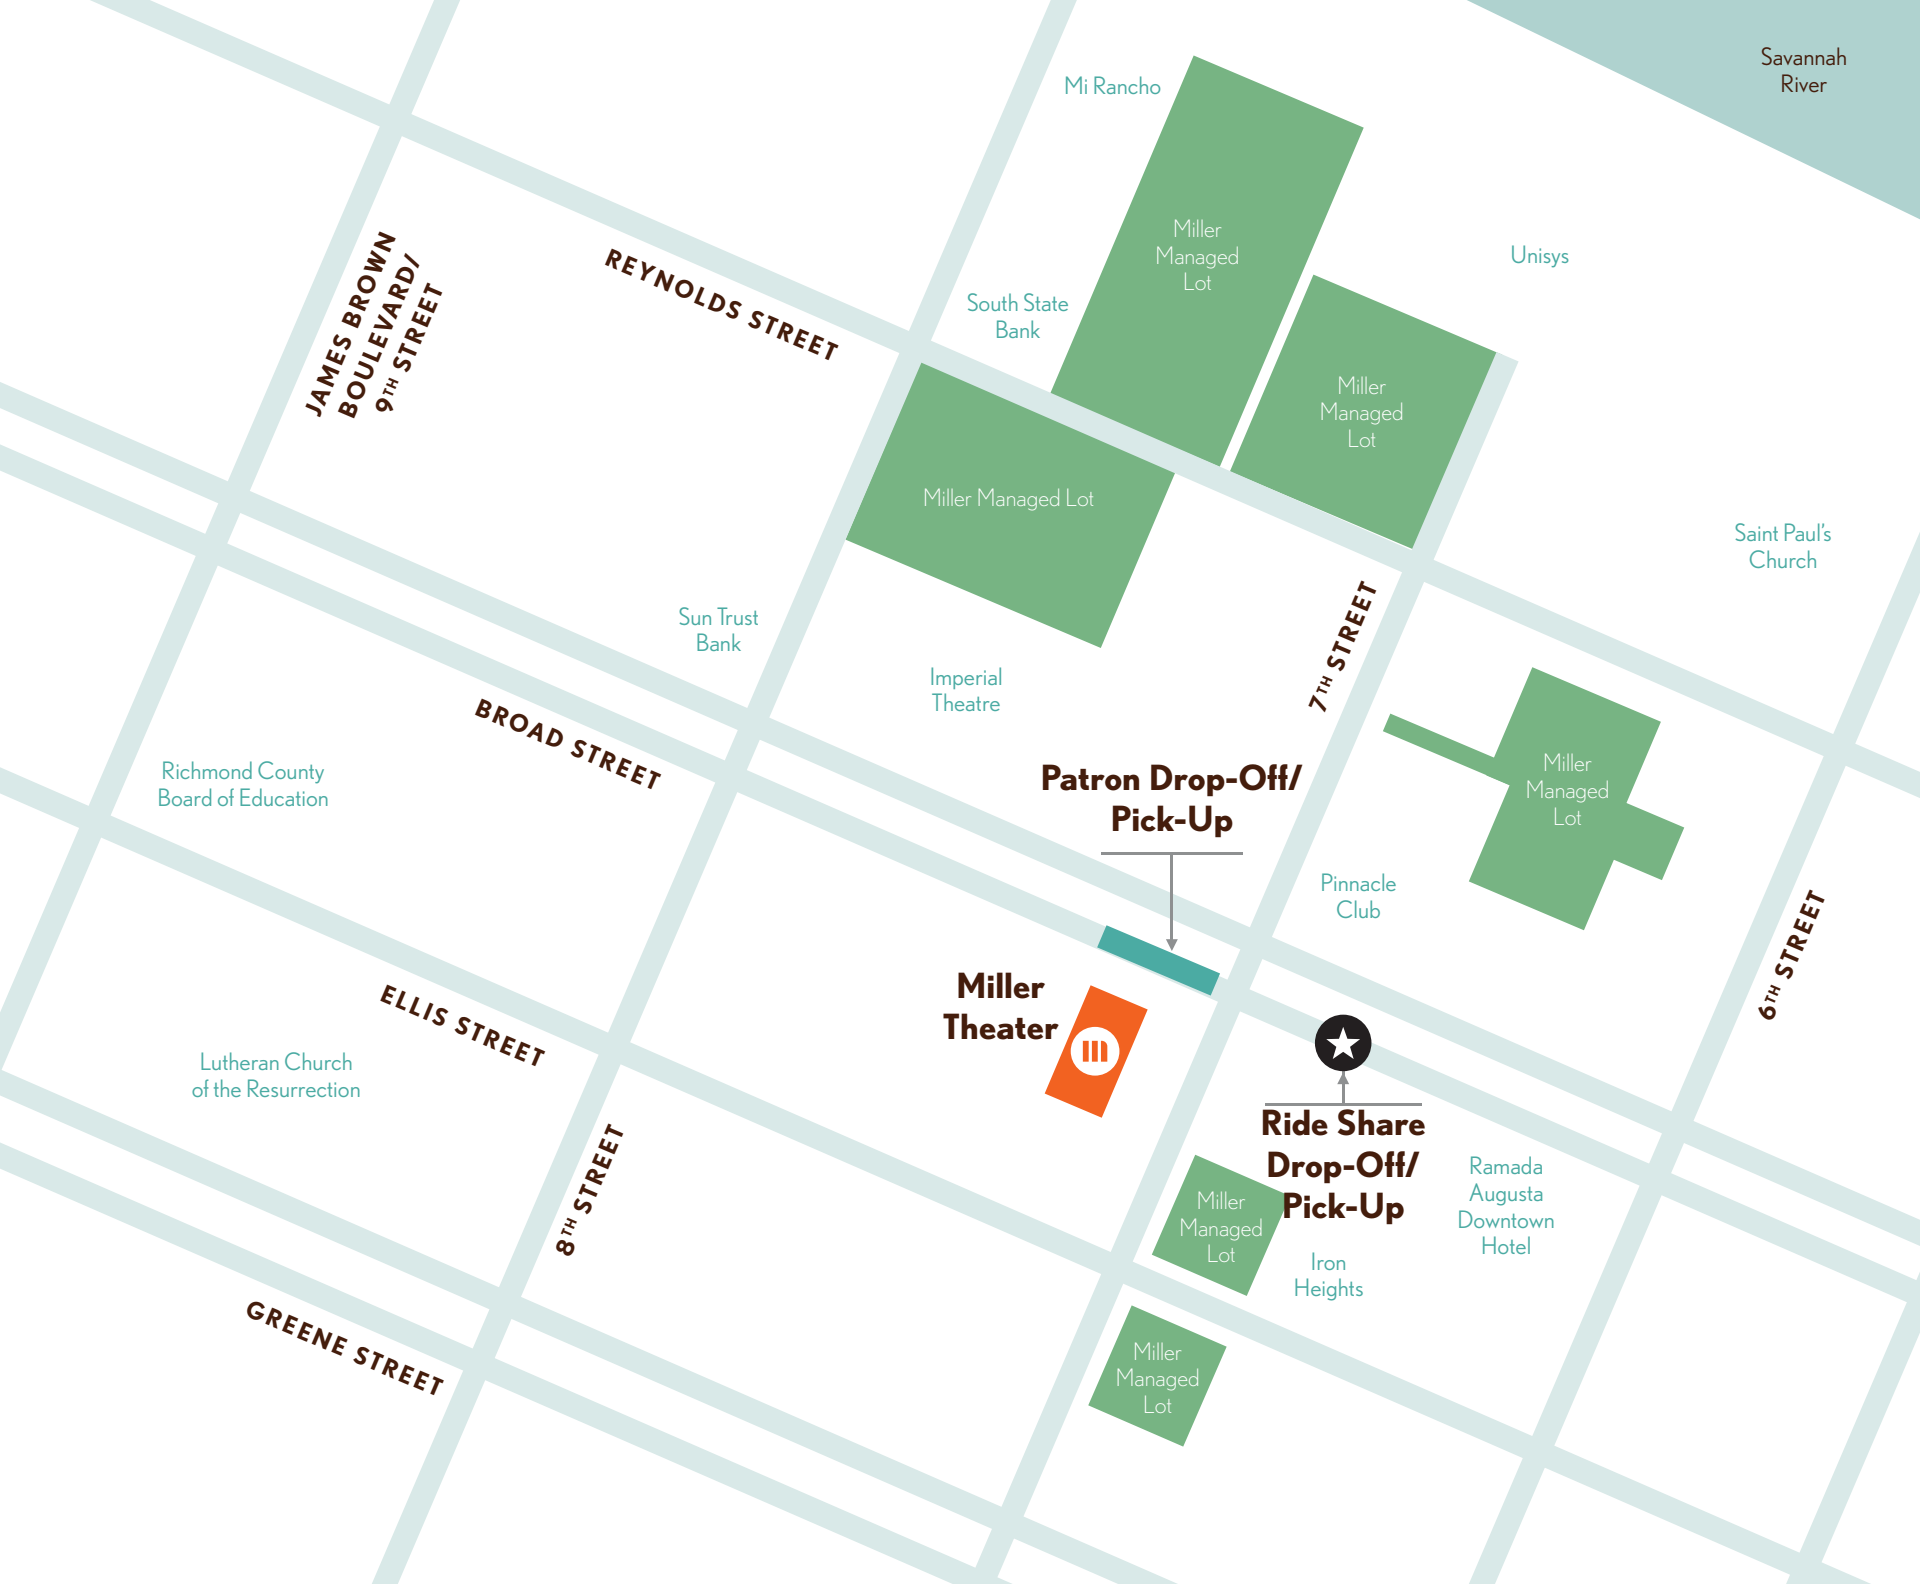 Savannah
River
Mi Rancho
Miller
Managed
Lot
Unisys
JAMES BROWN
BOULEVARD/
9TH STREET
REYNOLDS STREET
South State
Bank
Miller
Managed
Lot
Miller Managed Lot
Saint Paul's
Church
Sun Trust
Bank
7TH STREET
Imperial
Theatre
BROAD STREET
Richmond County
Board of Education
Patron Drop-Off/
Pick-Up
Miller
Managed
Lot
Pinnacle
Club
6TH STREET
Miller
Theater
m
ELLIS STREET
Lutheran Church
of the Resurrection
Ride Share
Drop-Off/
Pick-Up
Ramada
Augusta
Downtown
Hotel
8TH STREET
Miller
Managed
Lot
Iron
Heights
GREENE STREET
Miller
Managed
Lot